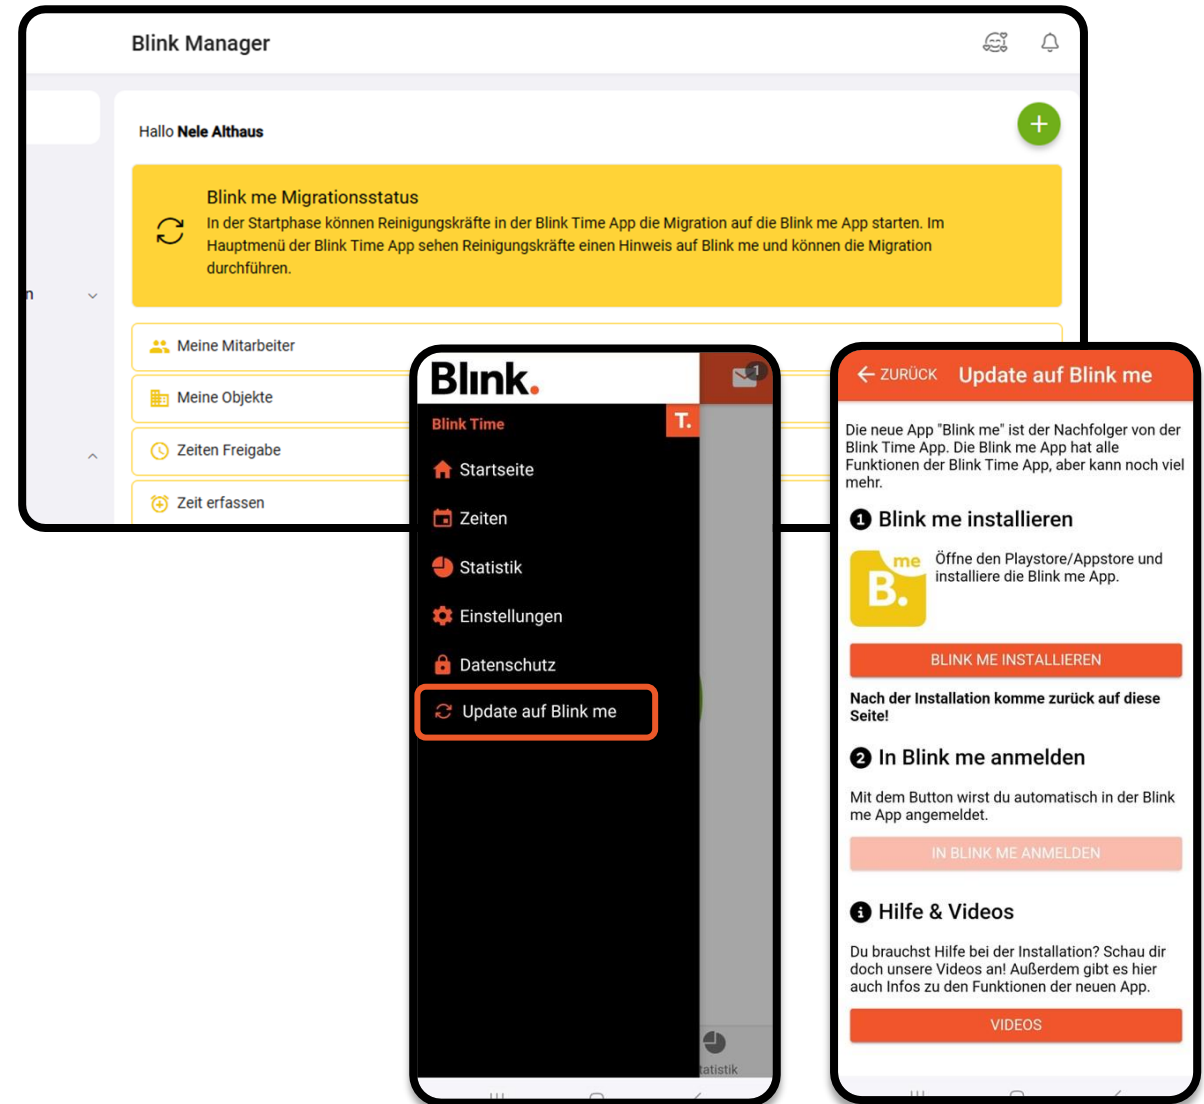 Blink Manager
Hallo Nele Althaus
+
Blink me Migrationsstatus
In der Startphase können Reinigungskräfte in der Blink Time App die Migration auf die Blink me App starten. Im
Hauptmenü der Blink Time App sehen Reinigungskräfte einen Hinweis auf Blink me und können die Migration
durchführen.
n
Meine Mitarbeiter
Meine Objekte
Zeiten Freigabe
Zeit erfassen
Blink.
1
Blink Time
T.
Startseite
Zeiten
Statistik
Einstellungen
Datenschutz
Update auf Blink me
tatistik
ZURÜCK Update auf Blink me
Die neue App "Blink me" ist der Nachfolger von der
Blink Time App. Die Blink me App hat alle
Funktionen der Blink Time App, aber kann noch viel
mehr.
1 Blink me installieren
me
B.
Öffne den Playstore/Appstore und
installiere die Blink me App.
BLINK ME INSTALLIEREN
Nach der Installation komme zurück auf diese
Seite!
2 In Blink me anmelden
Mit dem Button wirst du automatisch in der Blink
me App angemeldet.
IN BLINK ME ANMELDEN
i Hilfe & Videos
Du brauchst Hilfe bei der Installation? Schau dir
doch unsere Videos an! Außerdem gibt es hier
auch Infos zu den Funktionen der neuen App.
VIDEOS